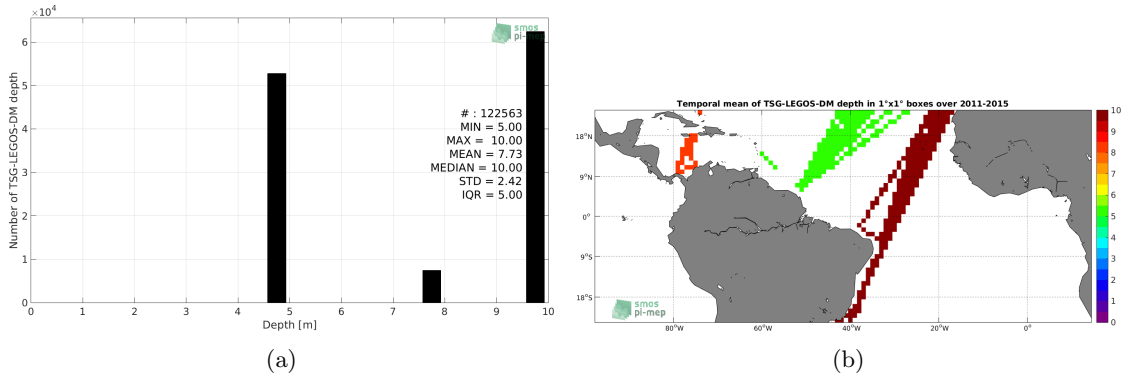 ×10^4
smos
pi-mep
6
5
4
3
2
1
0
Number of TSG-LEGOS-DM depth
# : 122563
MIN = 5.00
MAX = 10.00
MEAN = 7.73
MEDIAN = 10.00
STD = 2.42
IQR = 5.00
0 1 2 3 4 5 6 7 8 9 10
Depth [m]
(a)
Temporal mean of TSG-LEGOS-DM depth in 1°x1° boxes over 2011-2015
18°N
9°N
0°
9°S
18°S
smos
pi-mep
80°W 60°W 40°W 20°W 0°
10
9
8
7
6
5
4
3
2
1
0
(b)